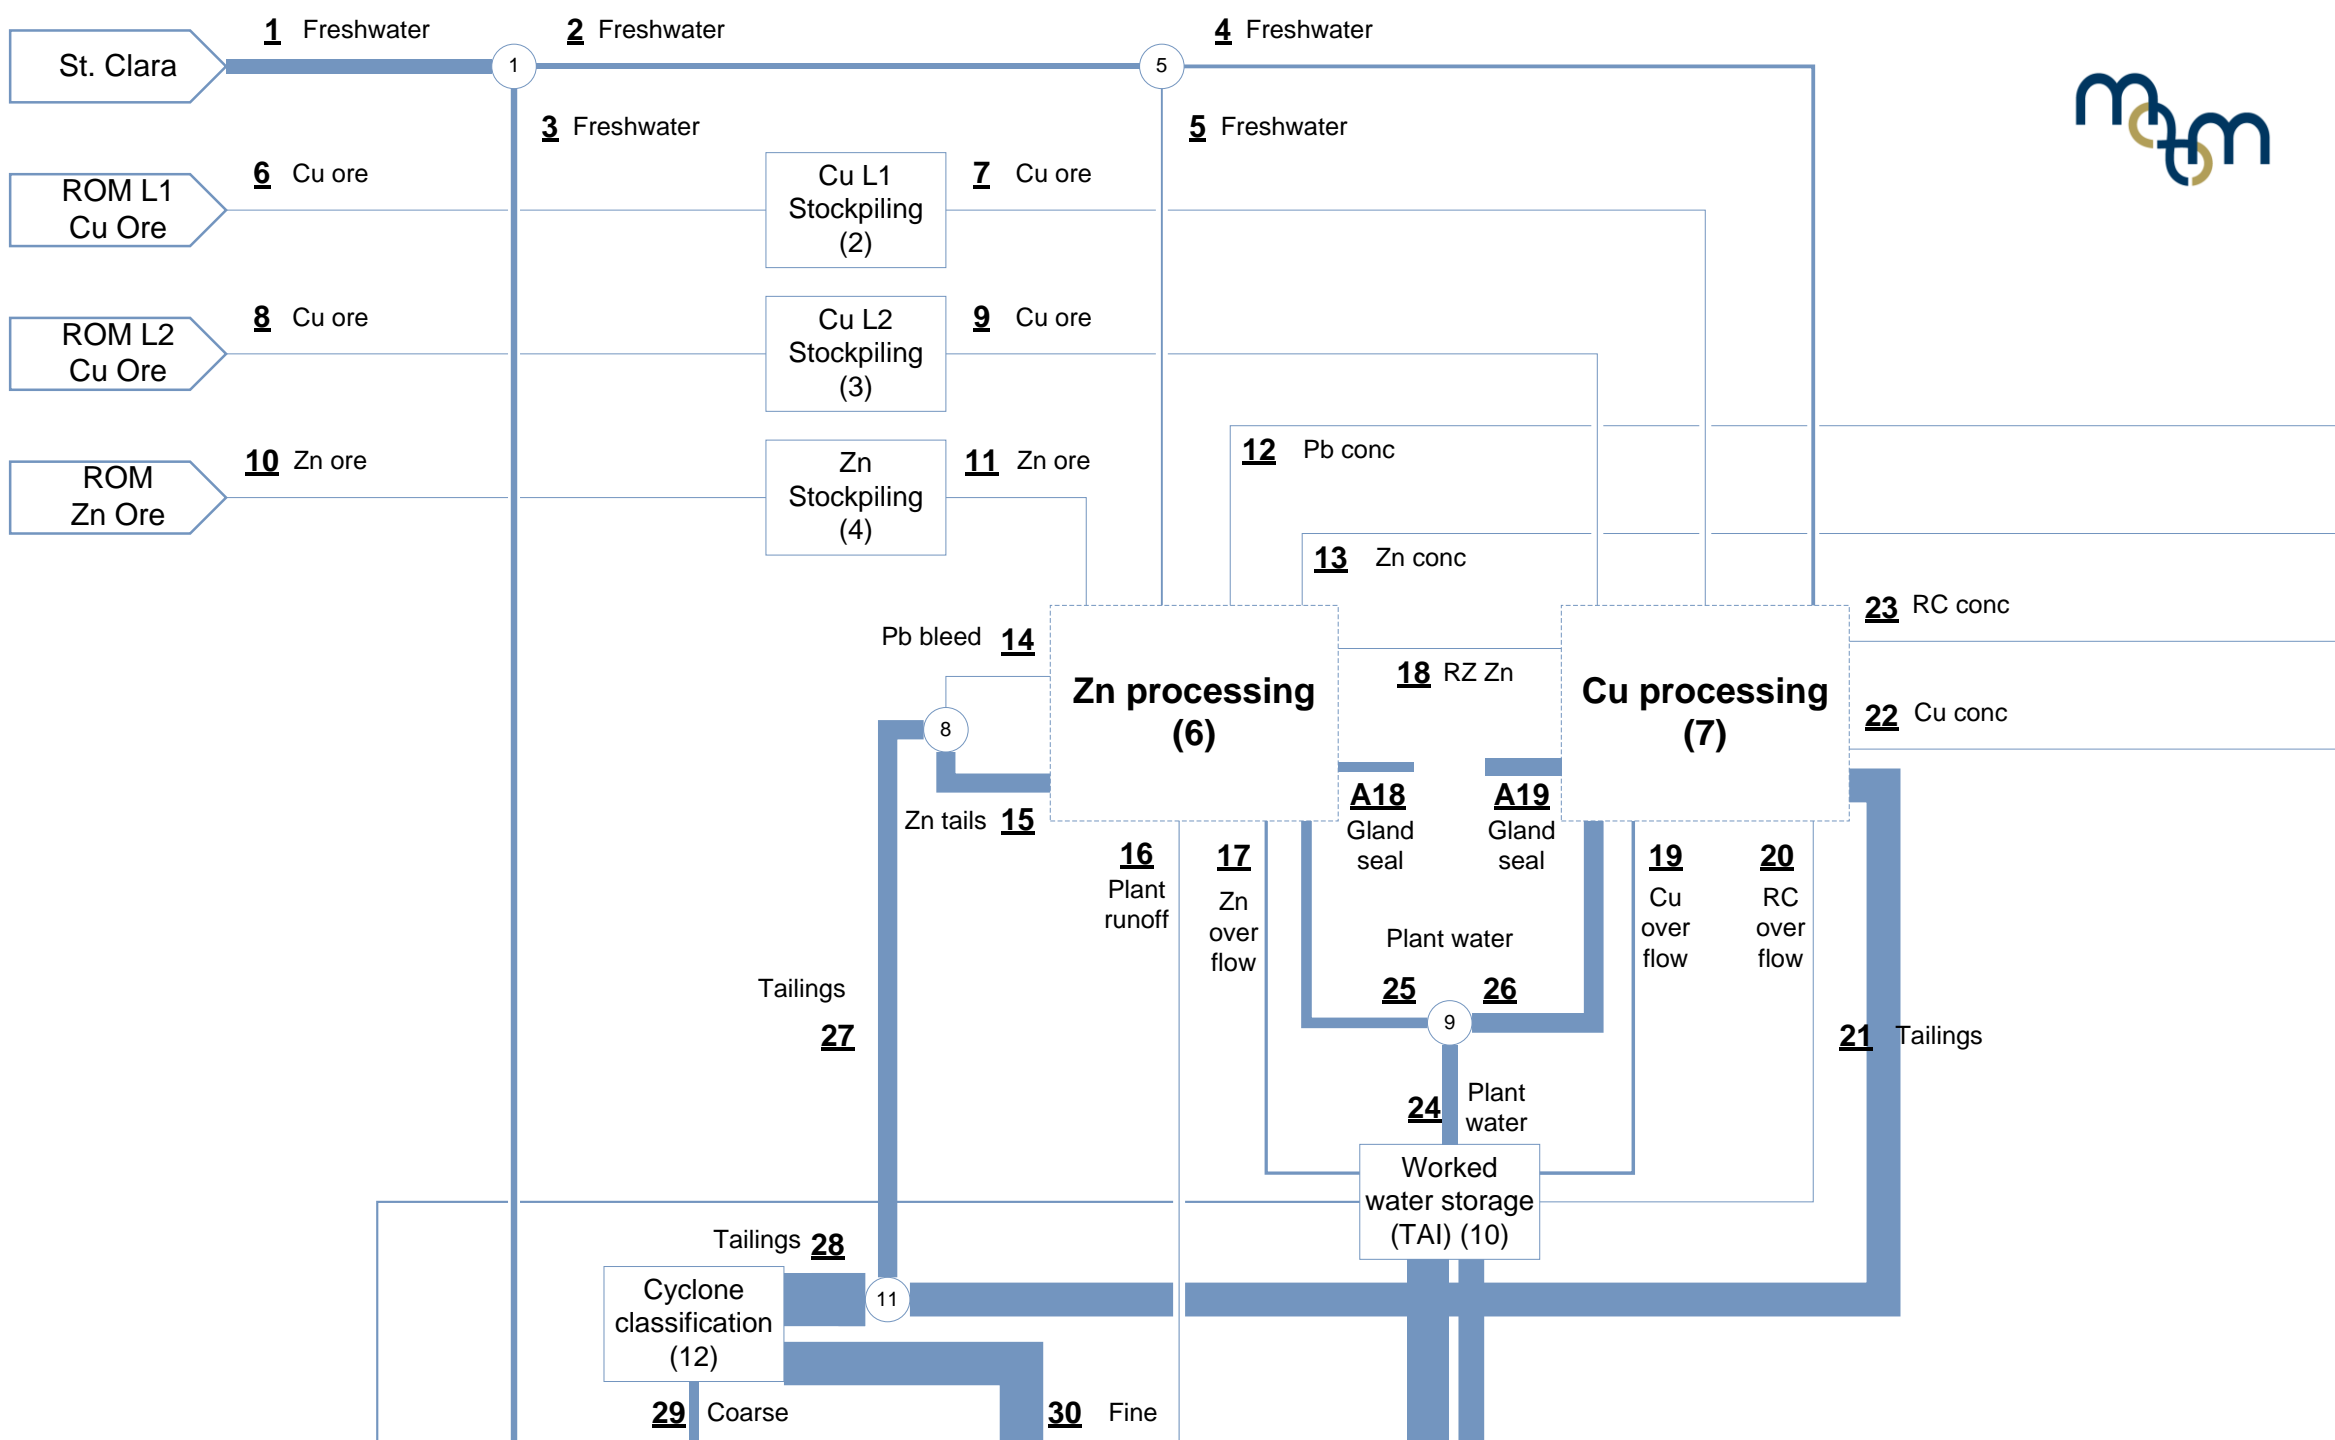 1 Freshwater
2 Freshwater
4 Freshwater
St. Clara
1
5
3 Freshwater
5 Freshwater
motum
6 Cu ore
7 Cu ore
ROM L1
Cu Ore
Cu L1
Stockpiling
(2)
8 Cu ore
9 Cu ore
ROM L2
Cu Ore
Cu L2
Stockpiling
(3)
10 Zn ore
11 Zn ore
12 Pb conc
ROM
Zn Ore
Zn
Stockpiling
(4)
13 Zn conc
23 RC conc
Pb bleed 14
18 RZ Zn
Zn processing
(6)
Cu processing
(7)
22 Cu conc
8
Zn tails 15
A18
Gland
seal
A19
Gland
seal
16
Plant
runoff
17
Zn
over
flow
19
Cu
over
flow
20
RC
over
flow
Plant water
25
26
9
Tailings
27
21 Tailings
24
Plant
water
Worked
water storage
(TAI) (10)
Tailings 28
11
Cyclone
classification
(12)
29 Coarse
30 Fine